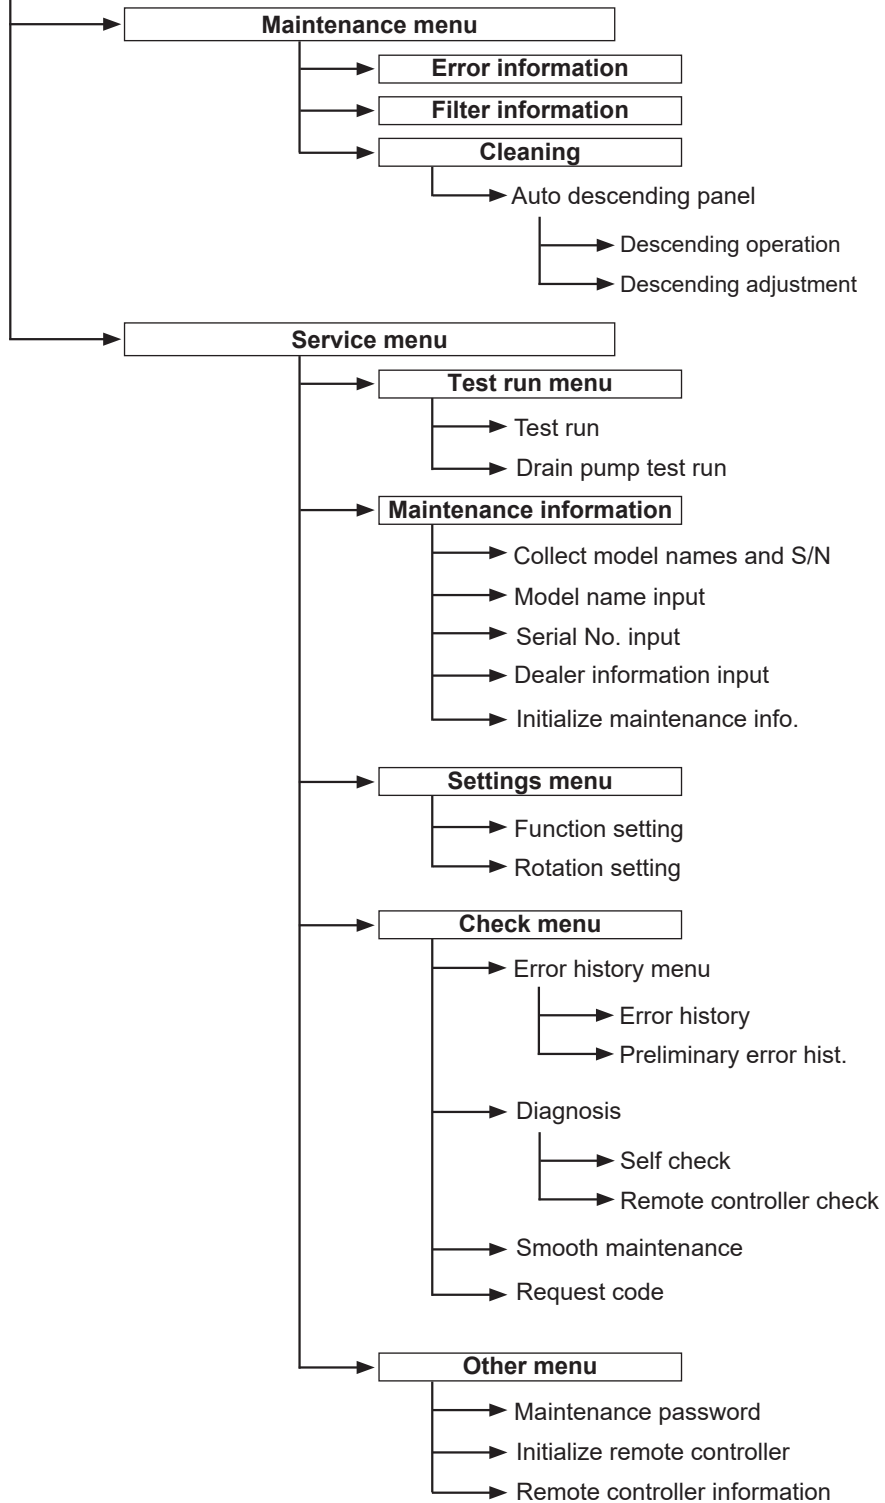 Maintenance menu
Error information
Filter information
Cleaning
Auto descending panel
Descending operation
Descending adjustment
Service menu
Test run menu
Test run
Drain pump test run
Maintenance information
Collect model names and S/N
Model name input
Serial No. input
Dealer information input
Initialize maintenance info.
Settings menu
Function setting
Rotation setting
Check menu
Error history menu
Error history
Preliminary error hist.
Diagnosis
Self check
Remote controller check
Smooth maintenance
Request code
Other menu
Maintenance password
Initialize remote controller
Remote controller information